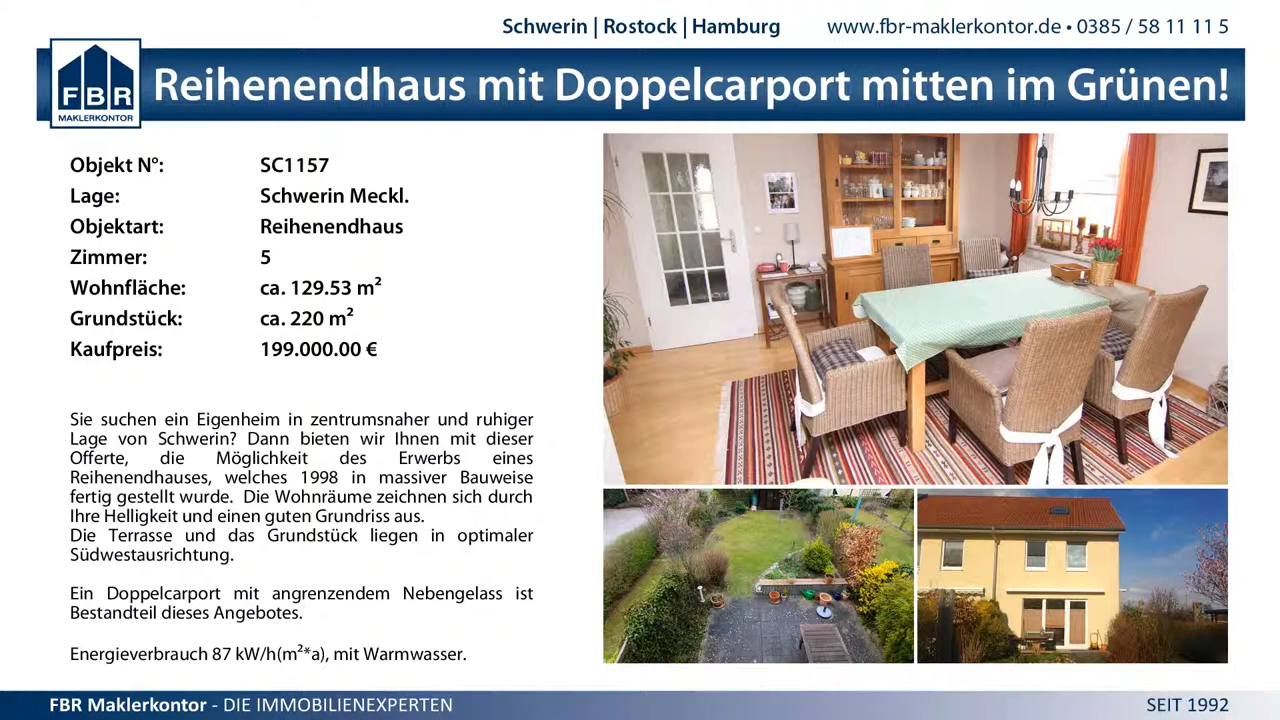 Schwerin | Rostock | Hamburg www.fbr-maklerkontor.de • 0385 / 58 11 11 5
FBR
MAKLERKONTOR
Reihenendhaus mit Doppelcarport mitten im Grünen!
Objekt N°: SC1157
Lage: Schwerin Meckl.
Objektart: Reihenendhaus
Zimmer: 5
Wohnfläche: ca. 129.53 m²
Grundstück: ca. 220 m²
Kaufpreis: 199.000.00 €
Sie suchen ein Eigenheim in zentrumsnaher und ruhiger
Lage von Schwerin? Dann bieten wir Ihnen mit dieser
Offerte, die Möglichkeit des Erwerbs eines
Reihenendhauses, welches 1998 in massiver Bauweise
fertig gestellt wurde. Die Wohnräume zeichnen sich durch
Ihre Helligkeit und einen guten Grundriss aus.
Die Terrasse und das Grundstück liegen in optimaler
Südwestausrichtung.
Ein Doppelcarport mit angrenzendem Nebengelass ist
Bestandteil dieses Angebotes.
Energieverbrauch 87 kW/h(m²*a), mit Warmwasser.
FBR Maklerkontor - DIE IMMOBILIENEXPERTEN SEIT 1992